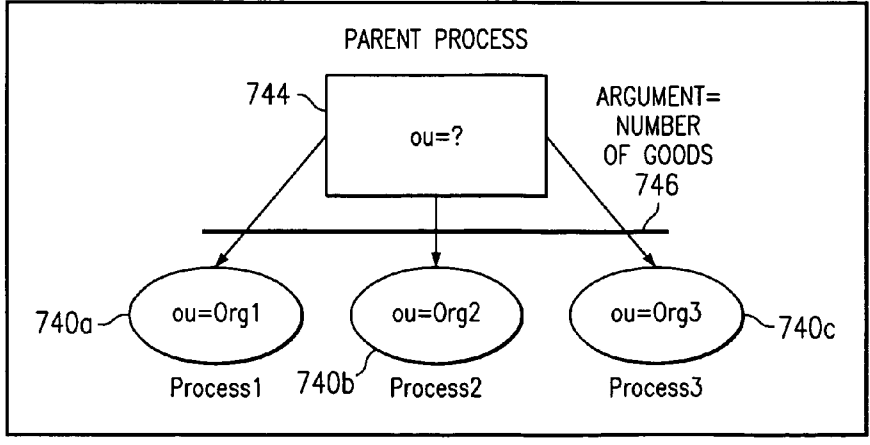 PARENT PROCESS
744
ou=?
ARGUMENT=
NUMBER
OF GOODS
746
740a
ou=Org1
ou=Org2
ou=Org3
740c
Process1
740b
Process2
Process3